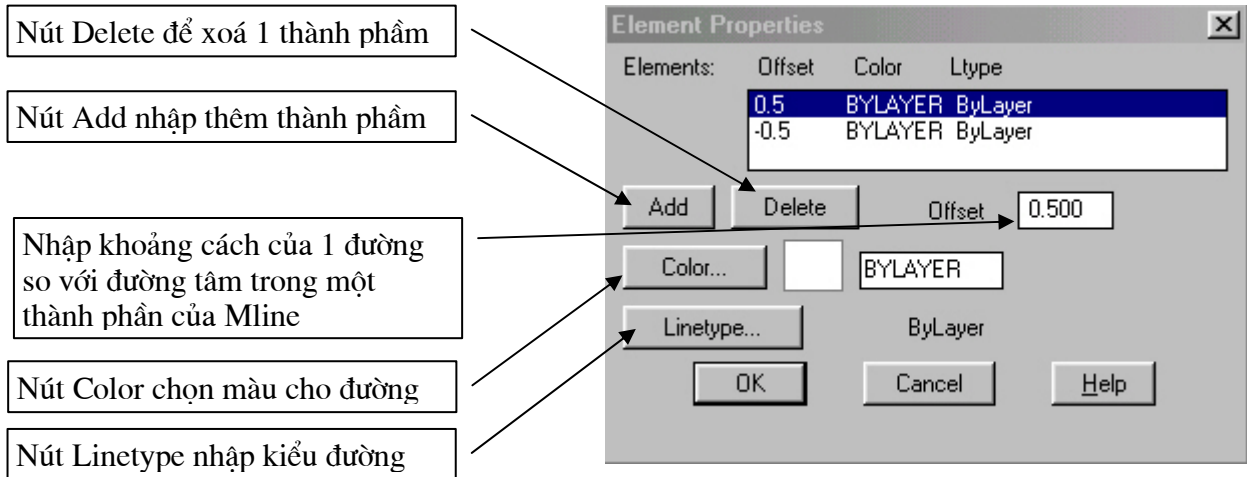 Nút Delete để xoá 1 thành phầm
Nút Add nhập thêm thành phầm
Nhập khoảng cách của 1 đường
so với đường tâm trong một
thành phần của Mline
Nút Color chọn màu cho đường
Nút Linetype nhập kiểu đường
Element Properties
Elements: Offset Color Ltype
0.5 BYLAYER ByLayer
-0.5 BYLAYER ByLayer
Add Delete Offset 0.500
Color... BYLAYER
Linetype... ByLayer
OK Cancel Help